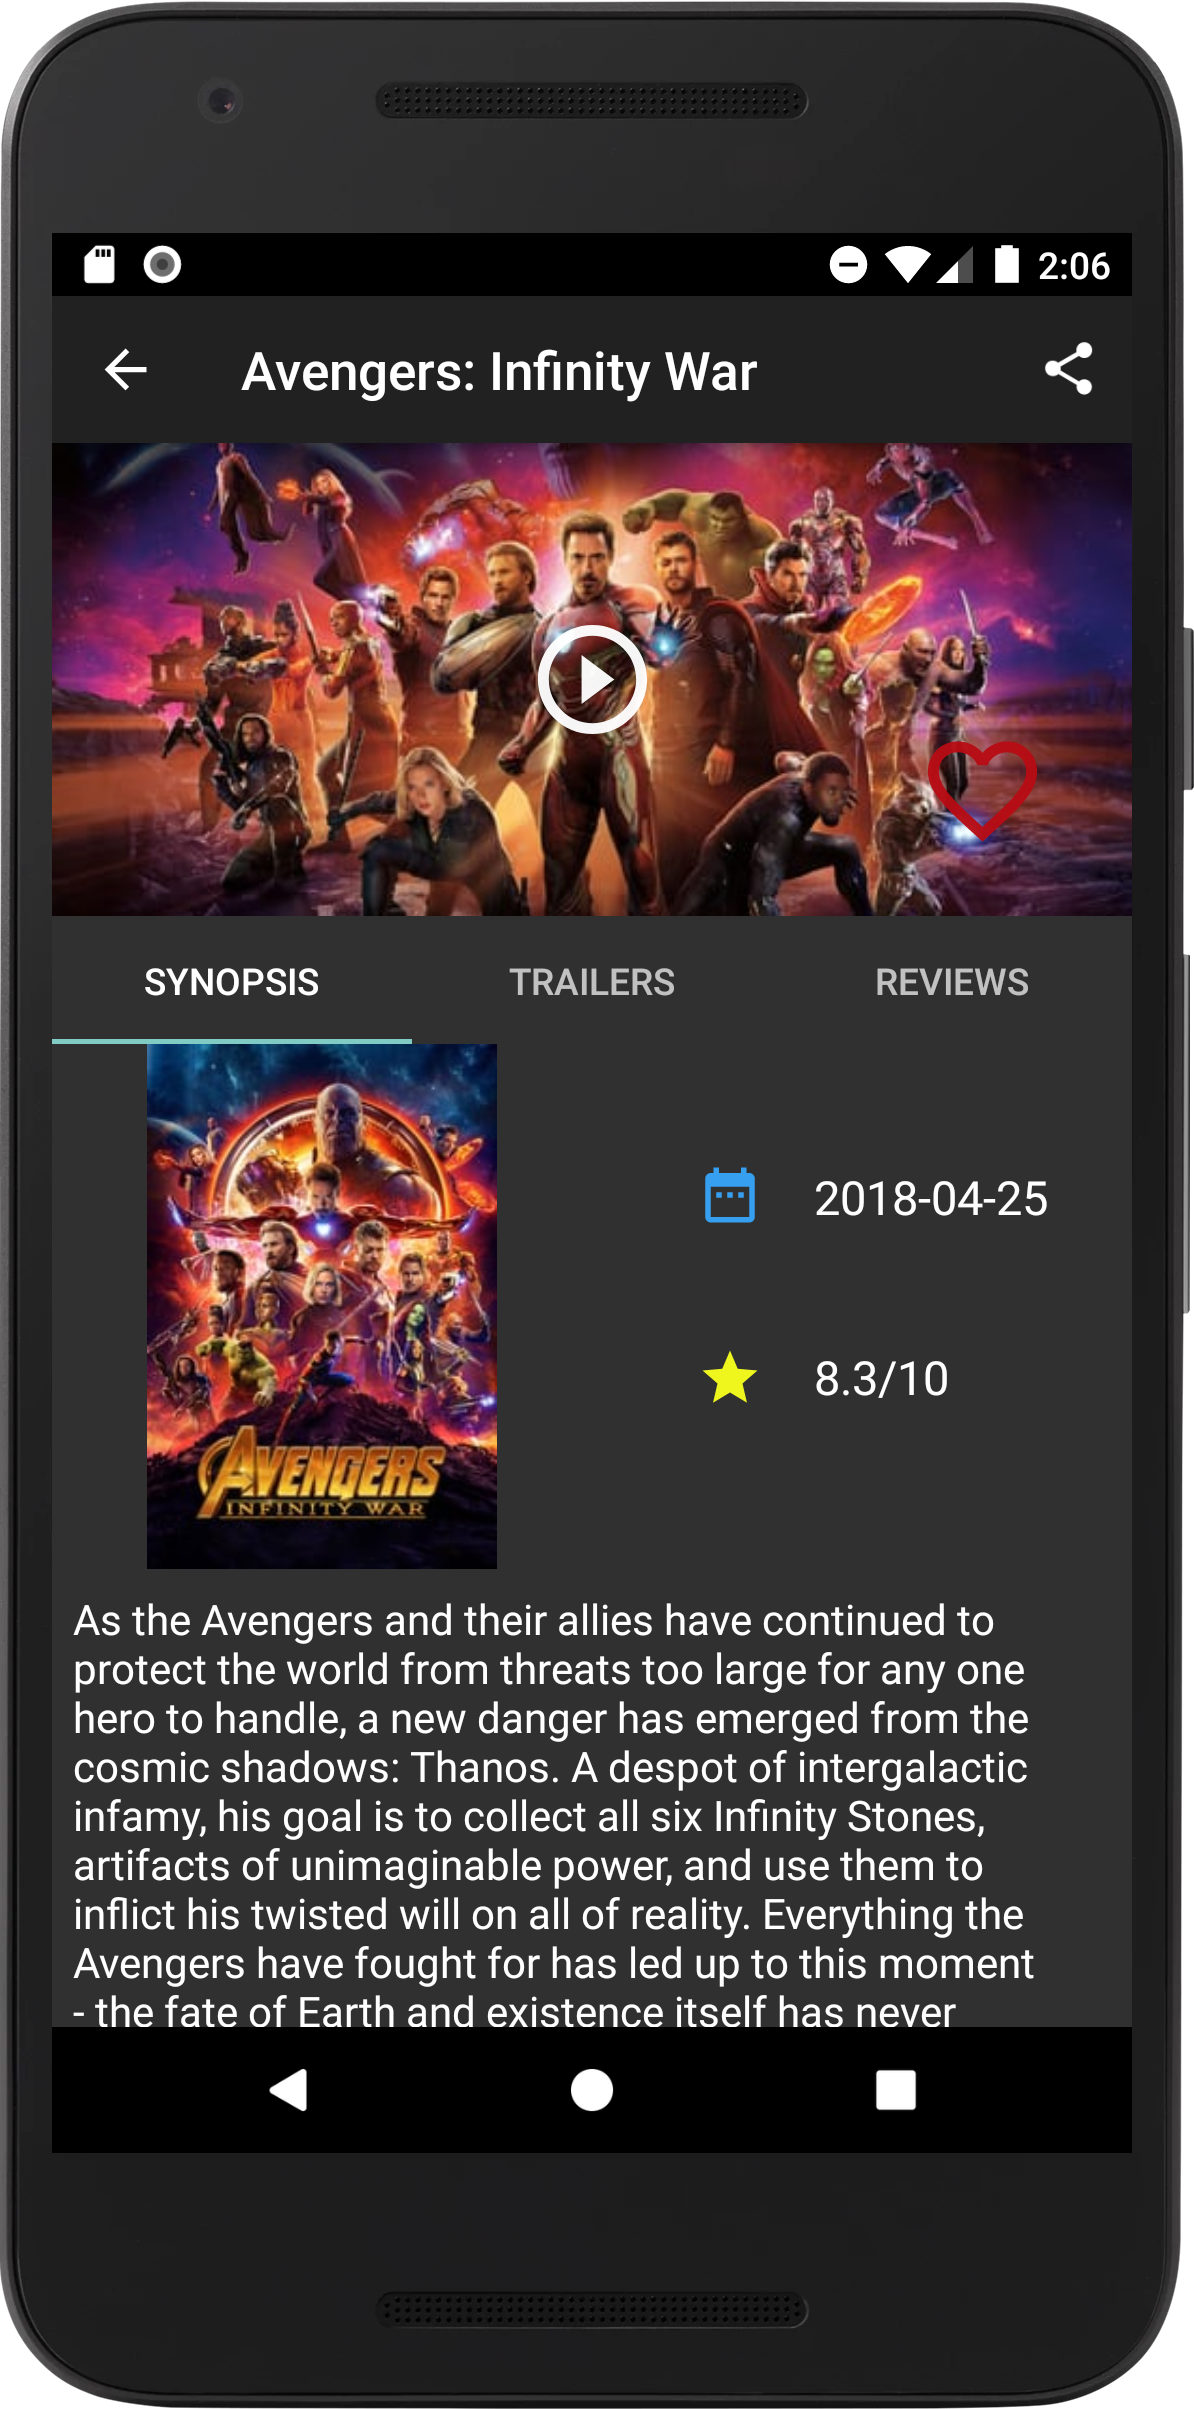 2:06
Avengers: Infinity War
SYNOPSIS
TRAILERS
REVIEWS
2018-04-25
8.3/10
AVENGERS
INFINITY WAR
As the Avengers and their allies have continued to
protect the world from threats too large for any one
hero to handle, a new danger has emerged from the
cosmic shadows: Thanos. A despot of intergalactic
infamy, his goal is to collect all six Infinity Stones,
artifacts of unimaginable power, and use them to
inflict his twisted will on all of reality. Everything the
Avengers have fought for has led up to this moment
- the fate of Earth and existence itself has never